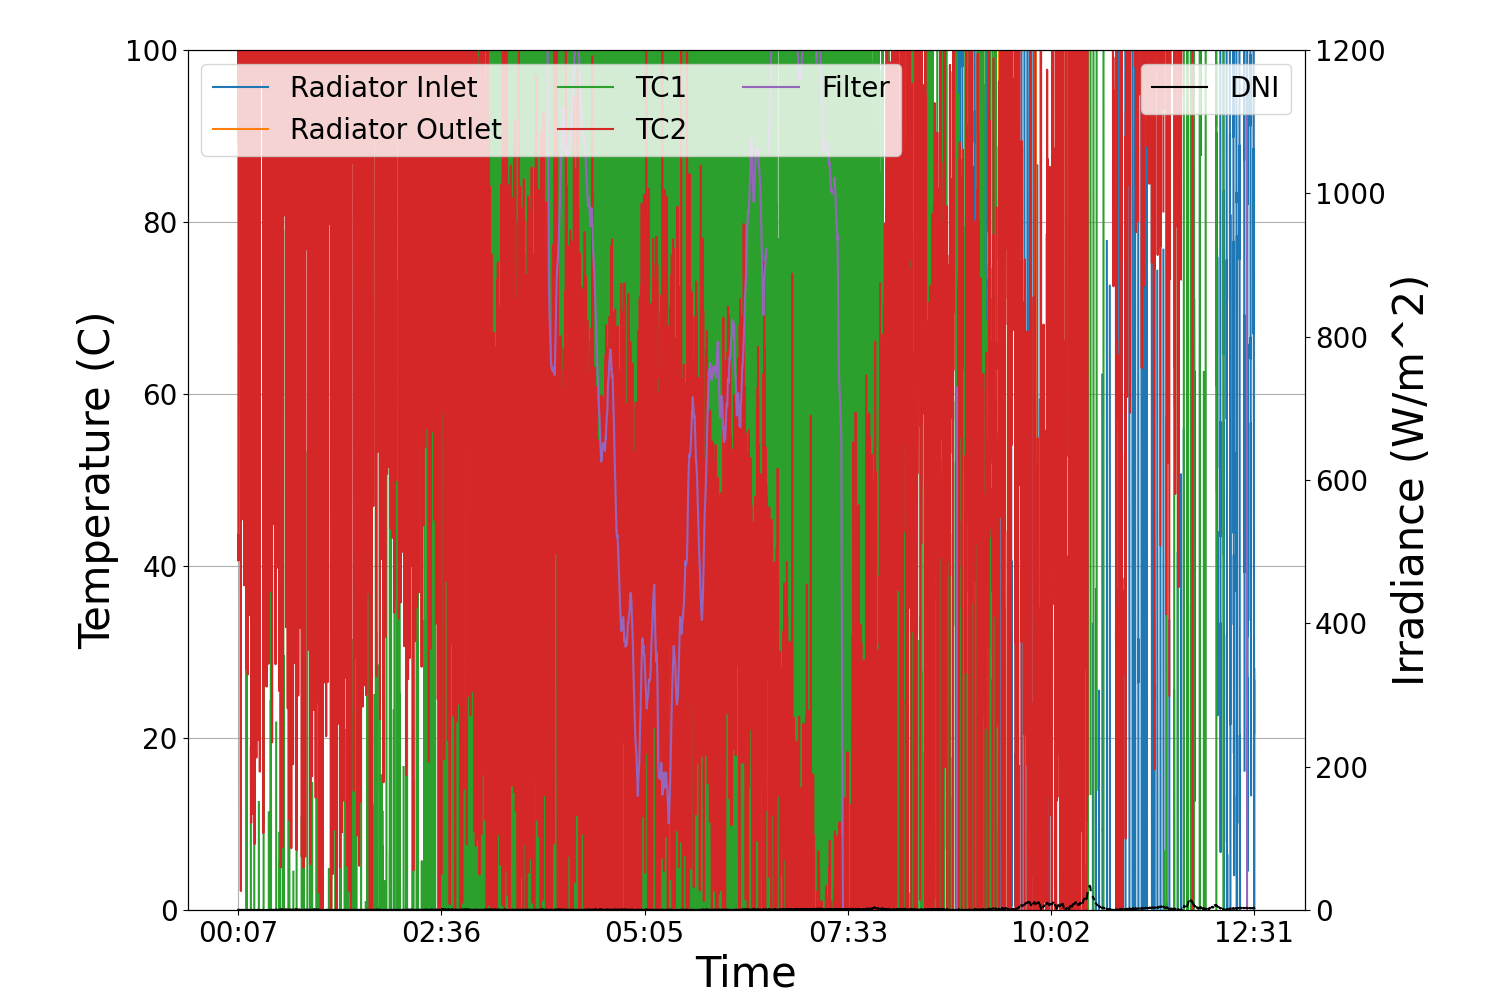 Radiator Inlet
Radiator Outlet
TC1
TC2
Filter
DNI
100
80
60
40
20
0
Temperature (C)
1200
1000
800
600
400
200
0
Irradiance (W/m^2)
00:07
02:36
05:05
07:33
10:02
12:31
Time